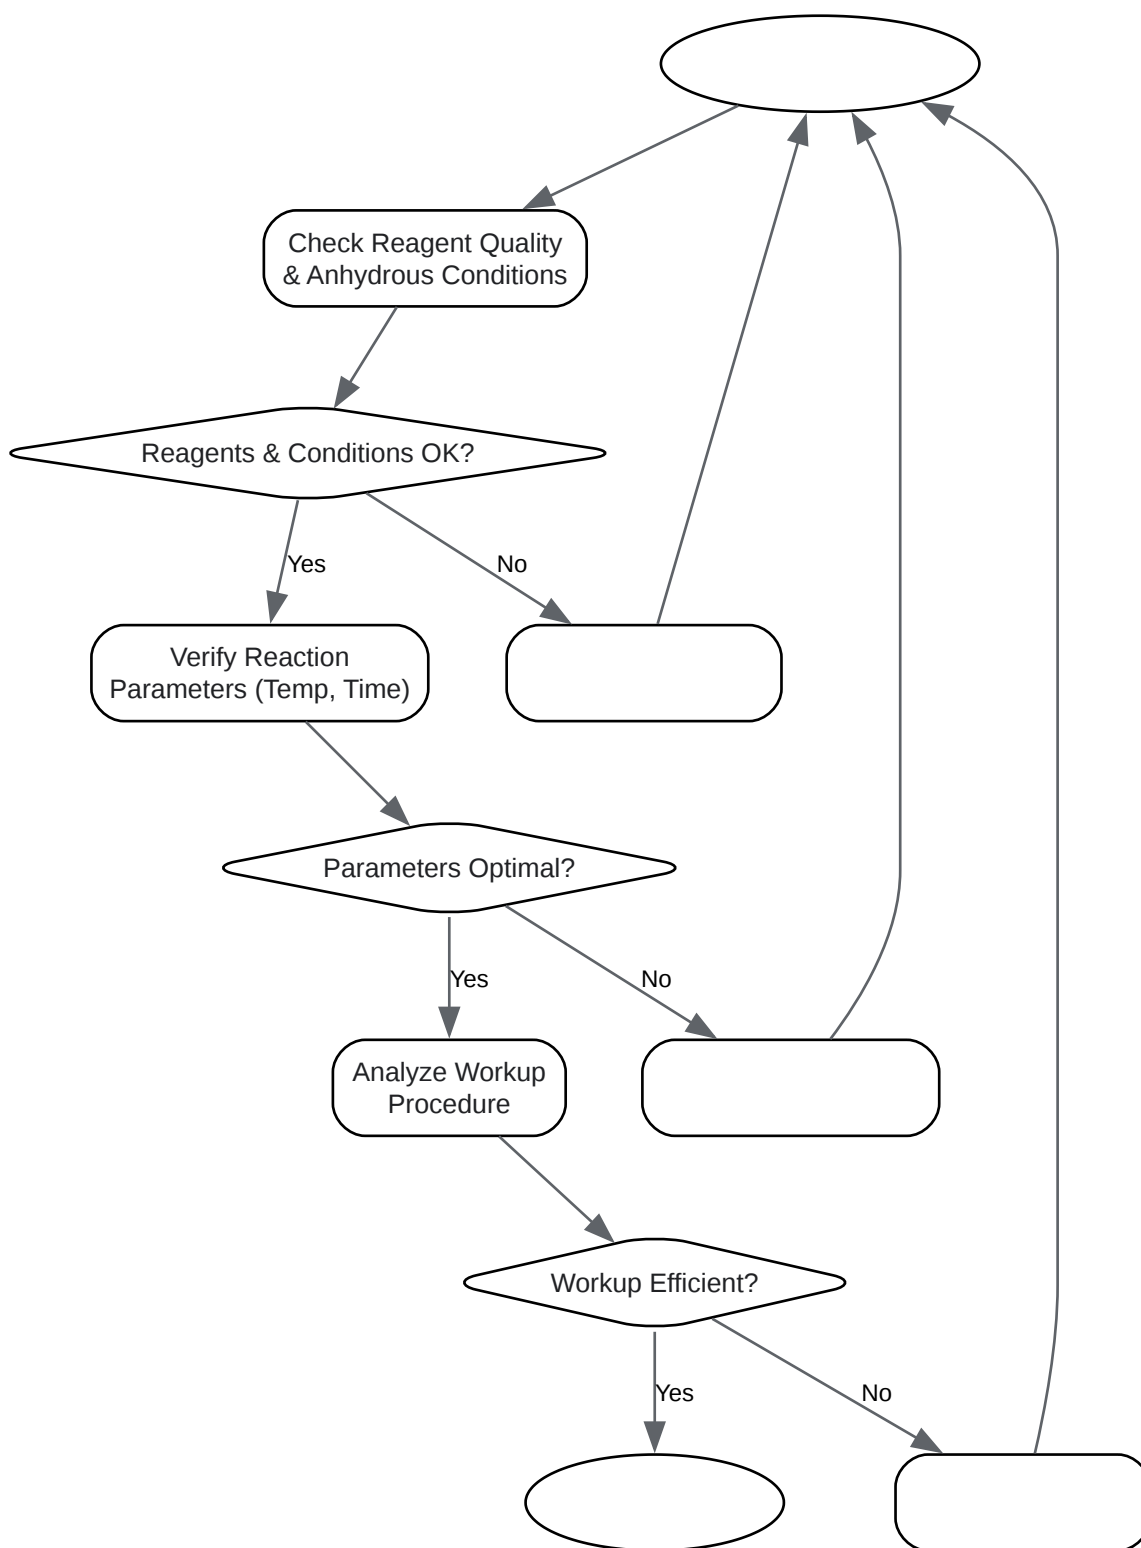 Check Reagent Quality
& Anhydrous Conditions
Reagents & Conditions OK?
Yes
No
Verify Reaction
Parameters (Temp, Time)
Parameters Optimal?
Yes
No
Analyze Workup
Procedure
Workup Efficient?
Yes
No